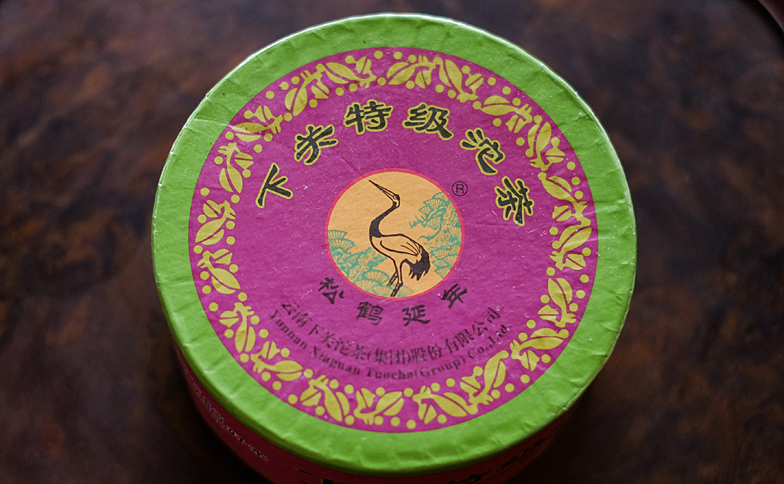 下关特级沱茶
®
松鹤延年
云南下关沱茶(集团)股份有限公司
Yunnan Xiaguan Tuocha(Group)Co.,Ltd.